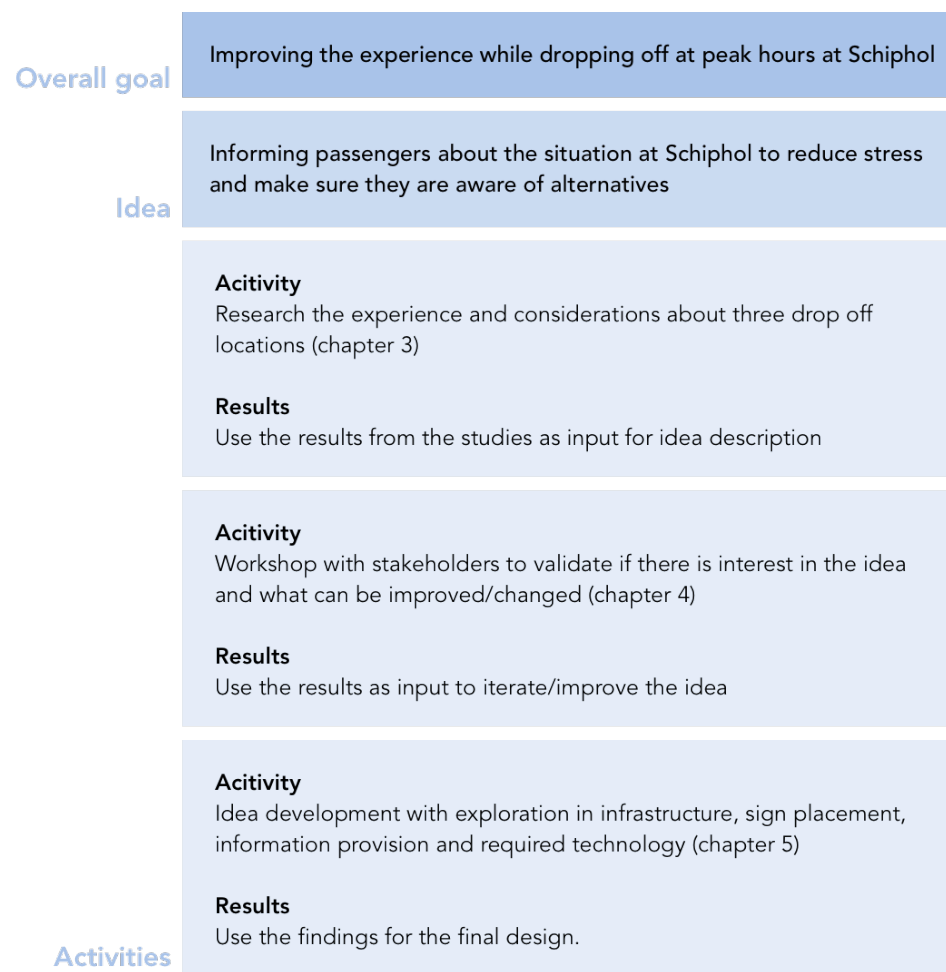 Improving the experience while dropping off at peak hours at Schiphol
Overall goal
Informing passengers about the situation at Schiphol to reduce stress
and make sure they are aware of alternatives
Idea
Acitivity
Research the experience and considerations about three drop off
locations (chapter 3)
Results
Use the results from the studies as input for idea description
Acitivity
Workshop with stakeholders to validate if there is interest in the idea
and what can be improved/changed (chapter 4)
Results
Use the results as input to iterate/improve the idea
Acitivity
Idea development with exploration in infrastructure, sign placement,
information provision and required technology (chapter 5)
Results
Use the findings for the final design.
Activities